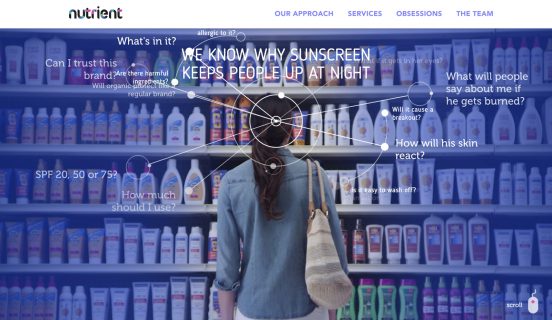 nutrient
OUR APPROACH
SERVICES
OBSESSIONS
THE TEAM
allergic to it?
What's in it?
WE KNOW WHY SUNSCREEN
KEEPS PEOPLE UP AT NIGHT
Can I trust this
brand?
Are there harmful
ingredients?
Will organic protect like a
regular brand?
if it gets in her eyes?
What will people
say about me if
he gets burned?
Will it cause a
breakout?
How will his skin
react?
SPF 20, 50 or 75?
How much
should I use?
is it easy to wash off?
scroll